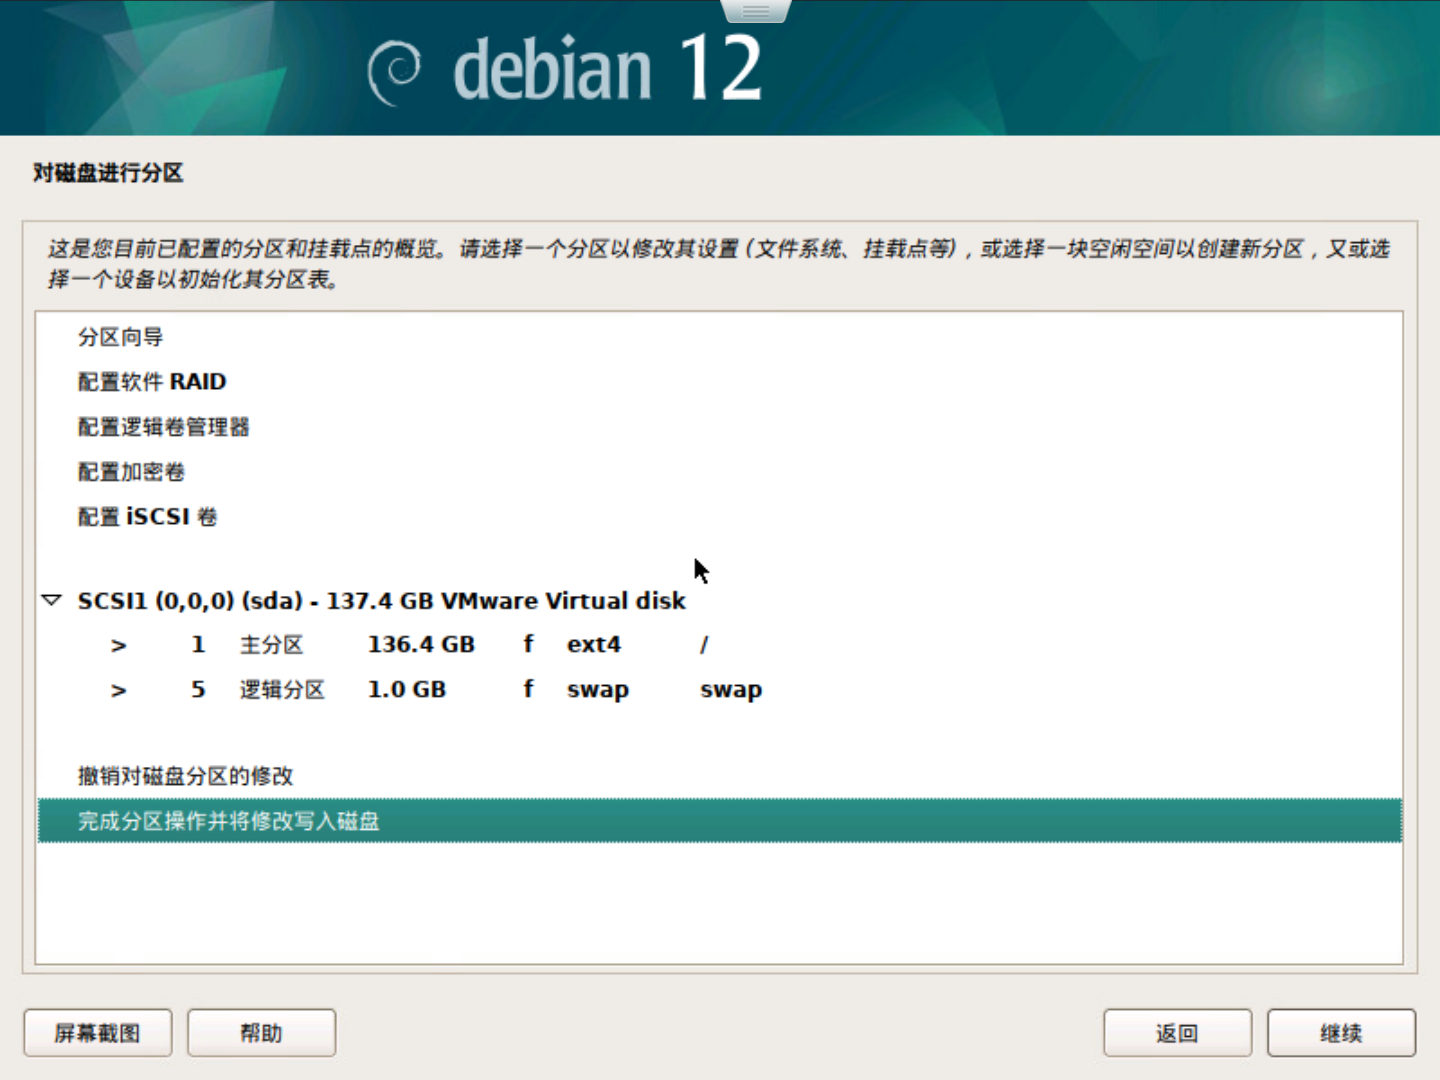 debian 12
对磁盘进行分区
这是您目前已配置的分区和挂载点的概览。请选择一个分区以修改其设置 (文件系统、挂载点等)，或选择一块空闲空间以创建新分区，又或选
择一个设备以初始化其分区表。
分区向导
配置软件 RAID
配置逻辑卷管理器
配置加密卷
配置 iSCSI 卷
SCSI1 (0,0,0) (sda) - 137.4 GB VMware Virtual disk
> 1 主分区 136.4 GB f ext4 /
> 5 逻辑分区 1.0 GB f swap swap
撤销对磁盘分区的修改
完成分区操作并将修改写入磁盘
屏幕截图 帮助 返回 继续